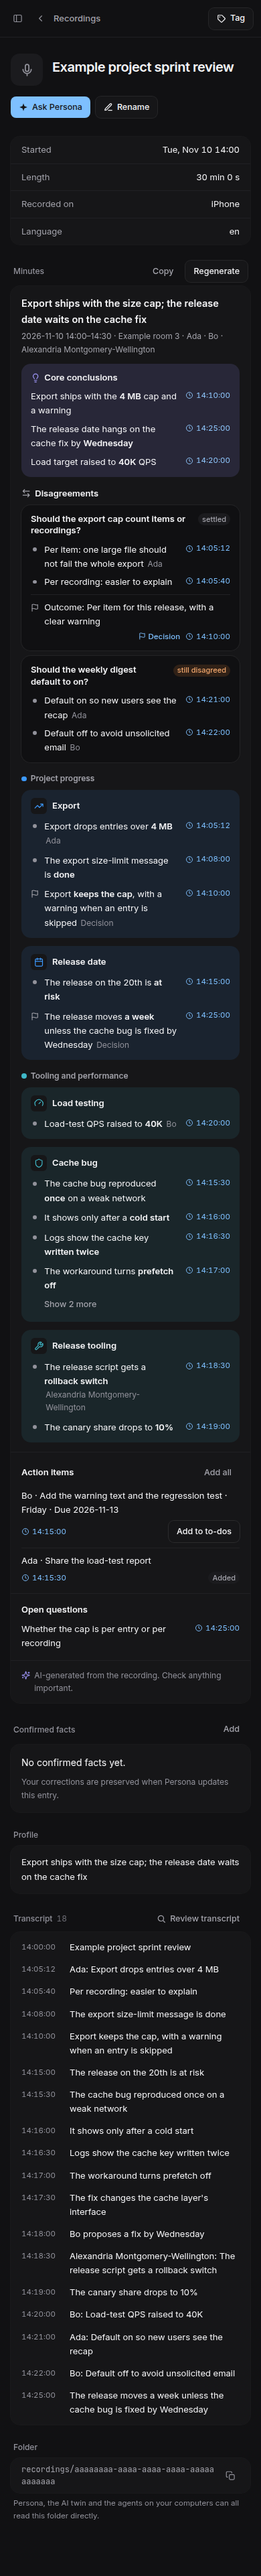 Recordings
Tag
Example project sprint review
Ask Persona
Rename
Started
Tue, Nov 10 14:00
Length
30 min 0 s
Recorded on
iPhone
Language
en
Minutes
Copy
Regenerate
Export ships with the size cap; the release
date waits on the cache fix
2026-11-10 14:00–14:30 · Example room 3 · Ada · Bo ·
Alexandria Montgomery-Wellington
Core conclusions
Export ships with the 4 MB cap and
a warning
14:10:00
The release date hangs on the
cache fix by Wednesday
14:25:00
Load target raised to 40K QPS
14:20:00
Disagreements
Should the export cap count items or
recordings?
settled
Per item: one large file should
not fail the whole export Ada
14:05:12
Per recording: easier to explain
14:05:40
Outcome: Per item for this release, with a
clear warning
Decision
14:10:00
Should the weekly digest
default to on?
still disagreed
Default on so new users see the
recap Ada
14:21:00
Default off to avoid unsolicited
email Bo
14:22:00
Project progress
Export
Export drops entries over 4 MB
Ada
14:05:12
The export size-limit message
is done
14:08:00
Export keeps the cap, with a
warning when an entry is
skipped Decision
14:10:00
Release date
The release on the 20th is at
risk
14:15:00
The release moves a week
unless the cache bug is fixed by
Wednesday Decision
14:25:00
Tooling and performance
Load testing
Load-test QPS raised to 40K Bo
14:20:00
Cache bug
The cache bug reproduced
once on a weak network
14:15:30
It shows only after a cold start
14:16:00
Logs show the cache key
written twice
14:16:30
The workaround turns prefetch
off
14:17:00
Show 2 more
Release tooling
The release script gets a
rollback switch
Alexandria Montgomery-
Wellington
14:18:30
The canary share drops to 10%
14:19:00
Action items
Add all
Bo · Add the warning text and the regression test ·
Friday · Due 2026-11-13
14:15:00
Add to to-dos
Ada · Share the load-test report
14:15:30
Added
Open questions
Whether the cap is per entry or per
recording
14:25:00
AI-generated from the recording. Check anything
important.
Confirmed facts
Add
No confirmed facts yet.
Your corrections are preserved when Persona updates
this entry.
Profile
Export ships with the size cap; the release date waits
on the cache fix
Transcript 18
Review transcript
14:00:00 Example project sprint review
14:05:12 Ada: Export drops entries over 4 MB
14:05:40 Per recording: easier to explain
14:08:00 The export size-limit message is done
14:10:00 Export keeps the cap, with a warning
when an entry is skipped
14:15:00 The release on the 20th is at risk
14:15:30 The cache bug reproduced once on a
weak network
14:16:00 It shows only after a cold start
14:16:30 Logs show the cache key written twice
14:17:00 The workaround turns prefetch off
14:17:30 The fix changes the cache layer's
interface
14:18:00 Bo proposes a fix by Wednesday
14:18:30 Alexandria Montgomery-Wellington: The
release script gets a rollback switch
14:19:00 The canary share drops to 10%
14:20:00 Bo: Load-test QPS raised to 40K
14:21:00 Ada: Default on so new users see the
recap
14:22:00 Bo: Default off to avoid unsolicited email
14:25:00 The release moves a week unless the
cache bug is fixed by Wednesday
Folder
recordings/aaaaaaaa-aaaa-aaaa-aaaa-aaaaa
aaaaaaa
Persona, the AI twin and the agents on your computers can all
read this folder directly.